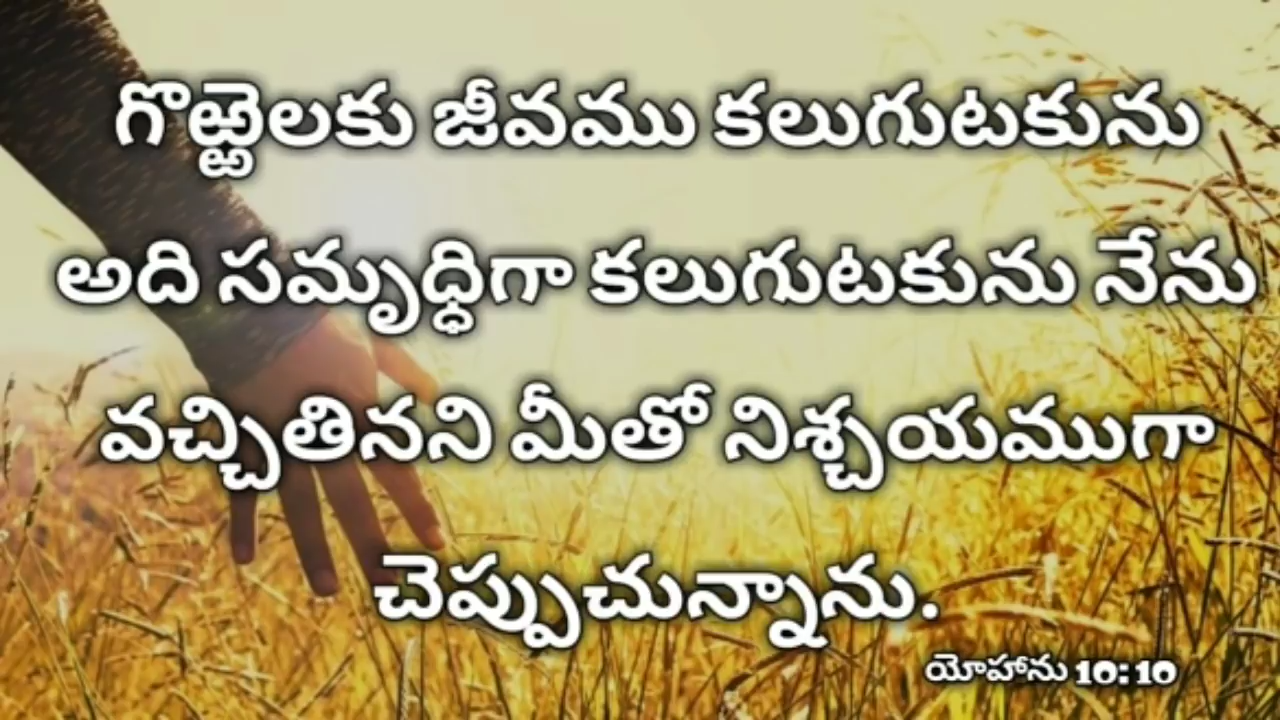 గొఱ్ఱెలకు జీవము కలుగుటకును
అది సమృధ్ధిగా కలుగుటకును నేను
వచ్చితినని మీతో నిశ్చయముగా
చెప్పుచున్నాను.
యోహాను 10:10